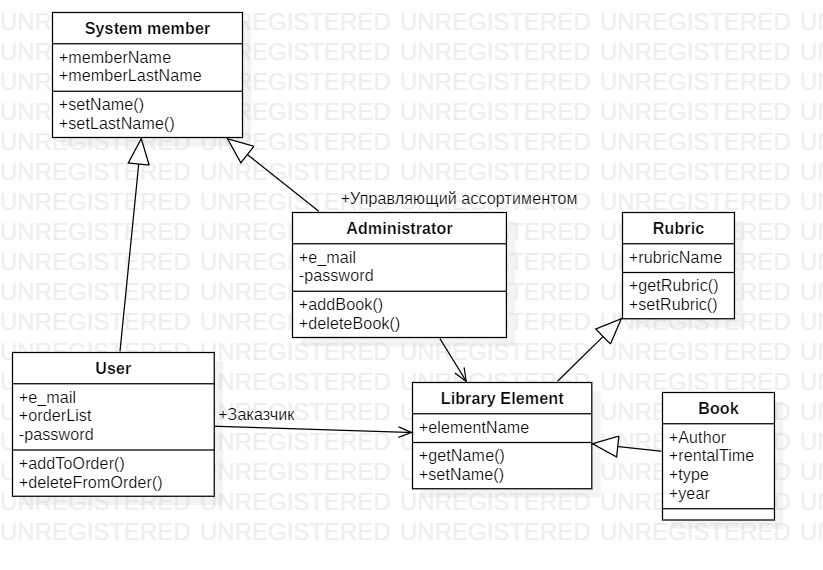 System member
+memberName
+memberLastName
+setName()
+setLastName()
+Управляющий ассортиментом
Administrator
+e_mail
-password
+addBook()
+deleteBook()
Rubric
+rubricName
+getRubric()
+setRubric()
User
+e_mail
+orderList
-password
+addToOrder()
+deleteFromOrder()
+Заказчик
Library Element
+elementName
+getName()
+setName()
Book
+Author
+rentalTime
+type
+year
UNREGISTERED